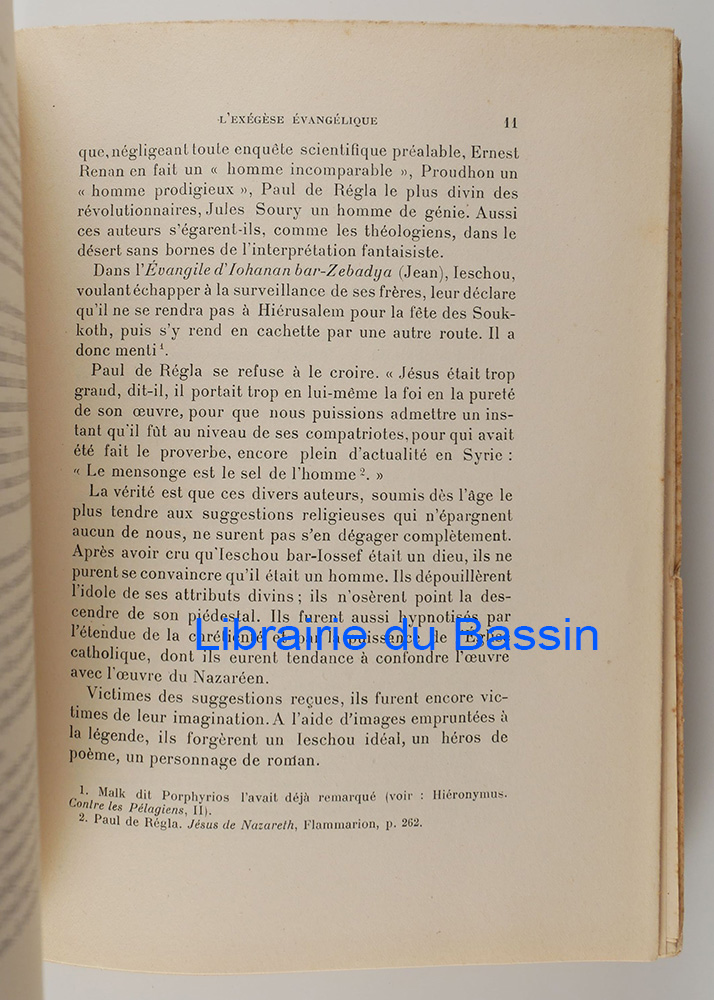 L'EXÉGÈSE ÉVANGÉLIQUE 11
que, négligeant toute enquête scientifique préalable, Ernest
Renan en fait un « homme incomparable », Proudhon un
« homme prodigieux », Paul de Régla le plus divin des
révolutionnaires, Jules Soury un homme de génie. Aussi
ces auteurs s'égarent-ils, comme les théologiens, dans le
désert sans bornes de l'interprétation fantaisiste.
Dans l'Évangile d'Iohanan bar-Zebadya (Jean), Ieschou,
voulant échapper à la surveillance de ses frères, leur déclare
qu'il ne se rendra pas à Hiérusalem pour la fête des Souk-
koth, puis s'y rend en cachette par une autre route. Il a
donc menti¹.
Paul de Régla se refuse à le croire. « Jésus était trop
grand, dit-il, il portait trop en lui-même la foi en la pureté
de son œuvre, pour que nous puissions admettre un ins-
tant qu'il fût au niveau de ses compatriotes, pour qui avait
été fait le proverbe, encore plein d'actualité en Syrie :
« Le mensonge est le sel de l'homme². »
La vérité est que ces divers auteurs, soumis dès l'âge le
plus tendre aux suggestions religieuses qui n'épargnent
aucun de nous, ne surent pas s'en dégager complètement.
Après avoir cru qu'Ieschou bar-Iossef était un dieu, ils ne
purent se convaincre qu'il était un homme. Ils dépouillèrent
l'idole de ses attributs divins ; ils n'osèrent point la des-
cendre de son piédestal. Ils furent aussi hypnotisés par
l'étendue de la chrétienté et par la puissance de l'Église
catholique, dont ils eurent tendance à confondre l'œuvre
avec l'œuvre du Nazaréen.
Victimes des suggestions reçues, ils furent encore vic-
times de leur imagination. A l'aide d'images empruntées à
la légende, ils forgèrent un Ieschou idéal, un héros de
poème, un personnage de roman.
1. Malk dit Porphyrios l'avait déjà remarqué (voir : Hiéronymus.
Contre les Pélagiens, II).
2. Paul de Régla. Jésus de Nazareth, Flammarion, p. 262.
Librairie du Bassin